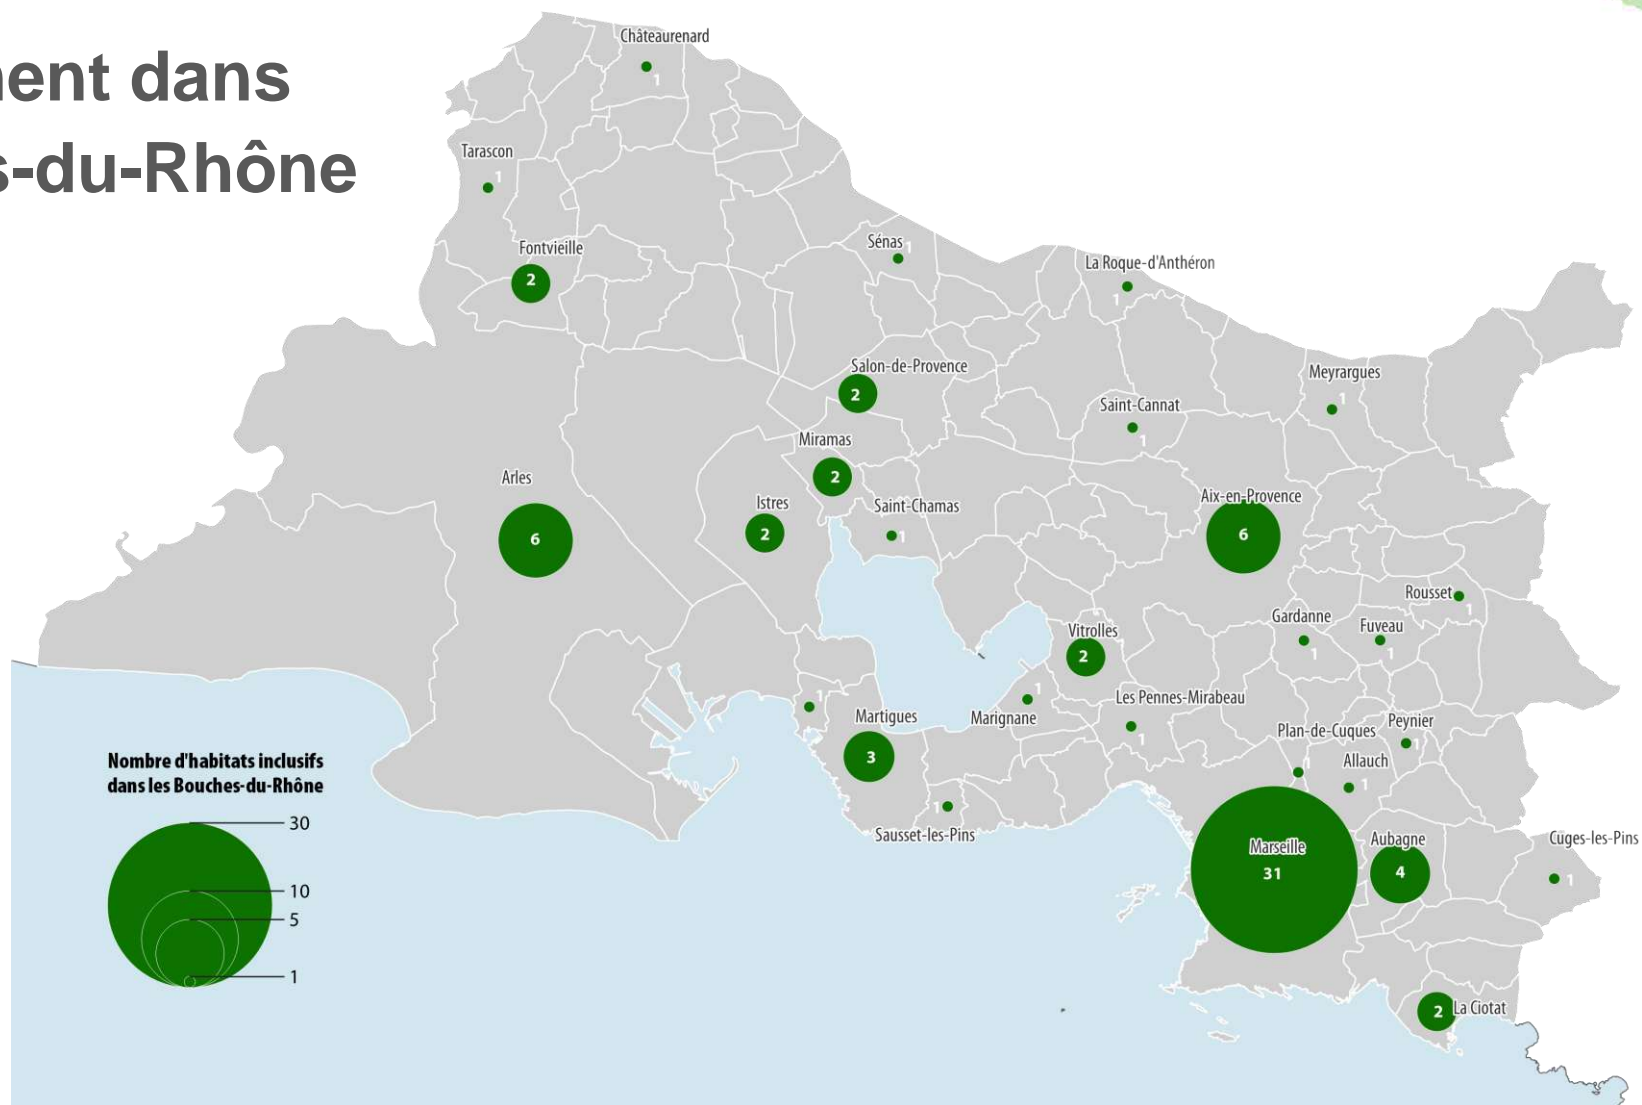 ment dans
s-du-Rhône
Châteaurenard
1
Tarascon
1
Fontvieille
2
Sénas
1
La Roque-d'Anthéron
1
Salon-de-Provence
2
Meyrargues
1
Saint-Cannat
1
Miramas
2
Arles
6
Istres
2
Saint-Chamas
1
Aix-en-Provence
6
Rousset
1
Gardanne
1
Fuveau
1
Vitrolles
2
1
Martigues
3
Marignane
1
Les Pennes-Mirabeau
1
Plan-de-Cuques
1
Peynier
1
Allauch
1
Sausset-les-Pins
1
Marseille
31
Aubagne
4
Cuges-les-Pins
1
La Ciotat
2
Nombre d'habitats inclusifs
dans les Bouches-du-Rhône
30
10
5
1